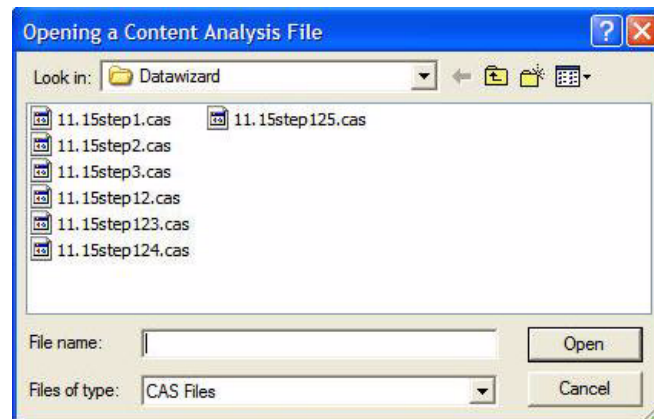 Opening a Content Analysis File
Look in: Datawizard
11.15step1.cas 11.15step125.cas
11.15step2.cas
11.15step3.cas
11.15step12.cas
11.15step123.cas
11.15step124.cas
File name: Open
Files of type: CAS Files Cancel